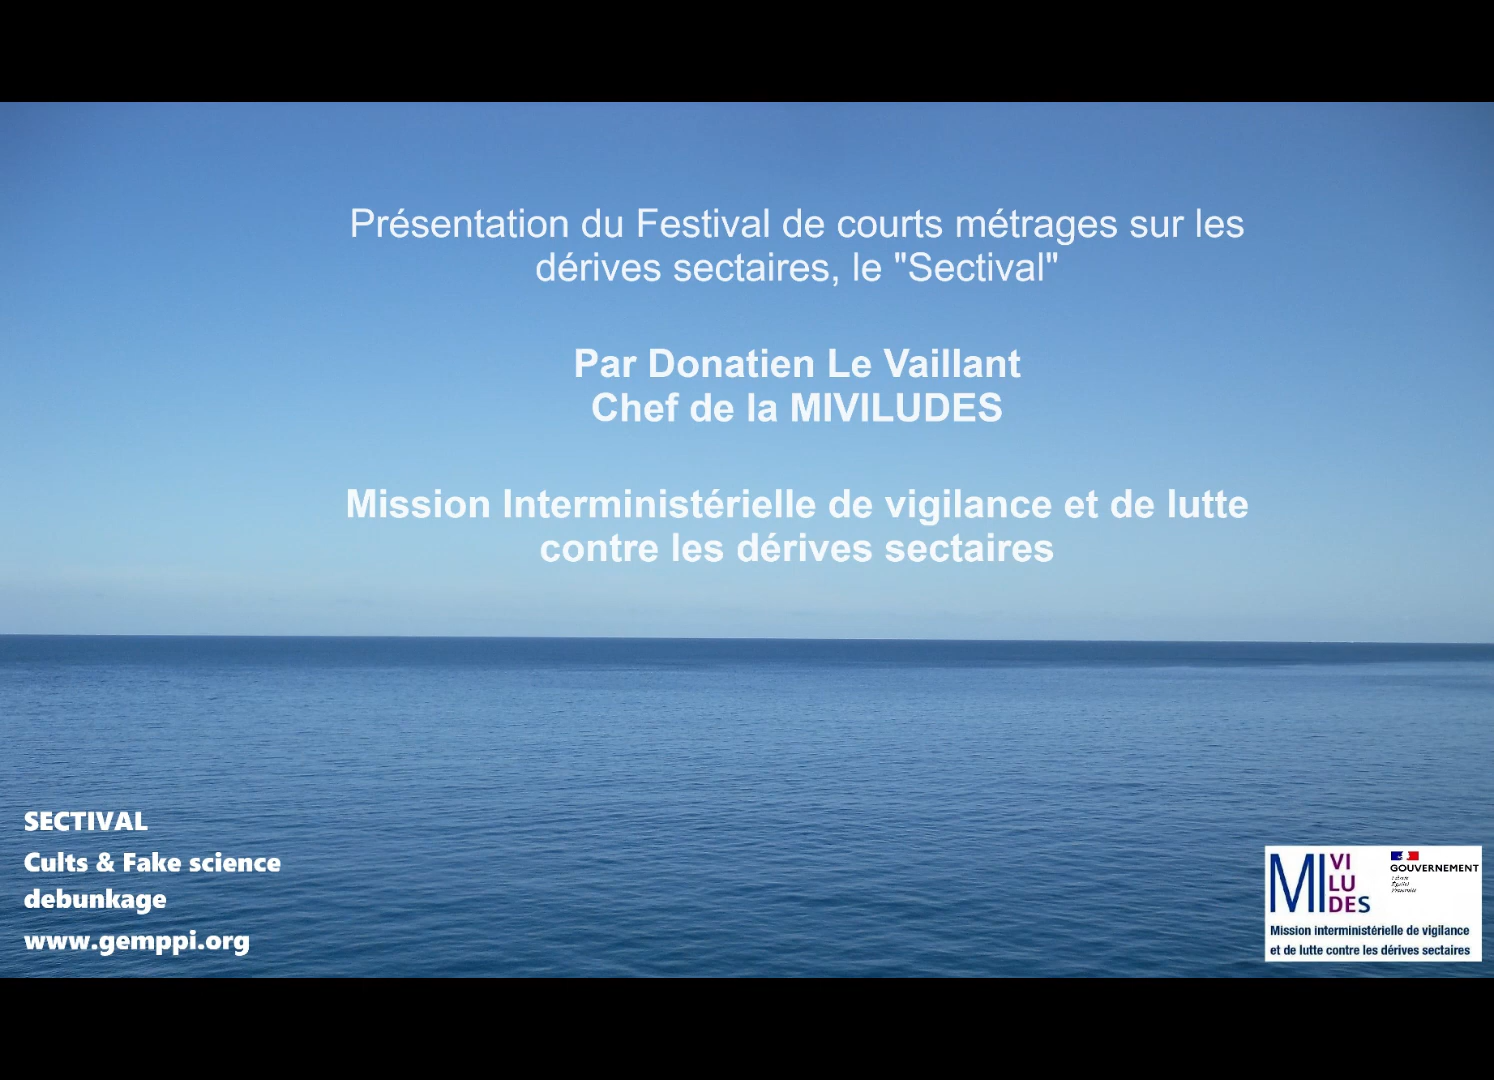 Présentation du Festival de courts métrages sur les
dérives sectaires, le "Sectival"
Par Donatien Le Vaillant
Chef de la MIVILUDES
Mission Interministérielle de vigilance et de lutte
contre les dérives sectaires
SECTIVAL
Cults & Fake science
debunkage
www.gemppi.org
MIVI
LU
DES
GOUVERNEMENT
Mission interministérielle de vigilance
et de lutte contre les dérives sectaires